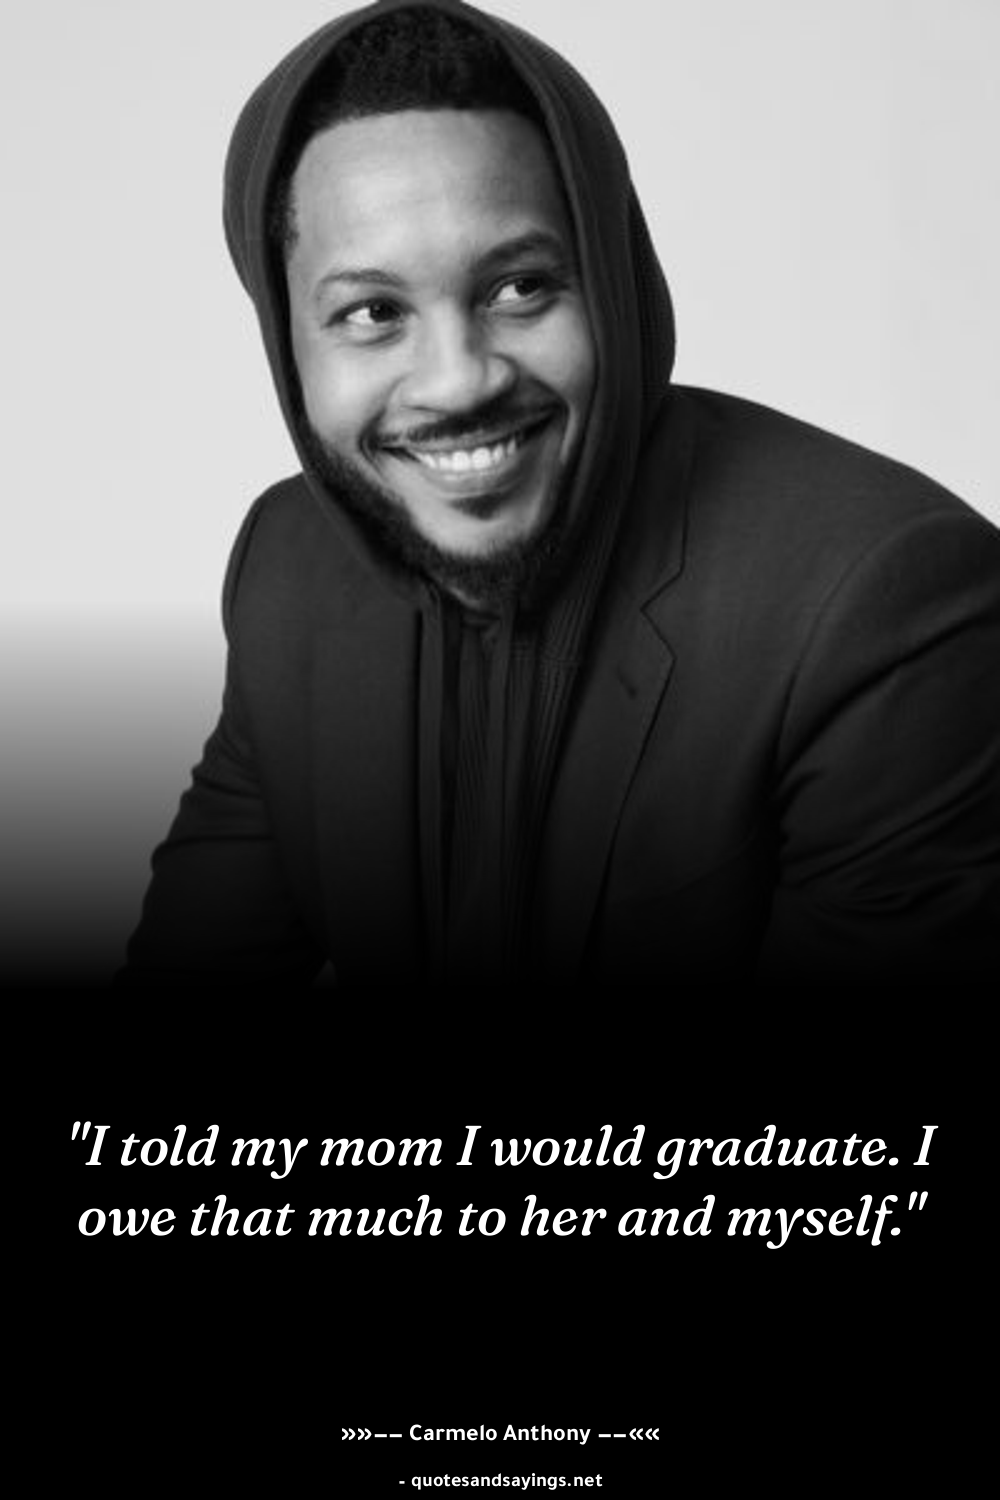 "I told my mom I would graduate. I
owe that much to her and myself."
»»−− Carmelo Anthony −−««
- quotesandsayings.net